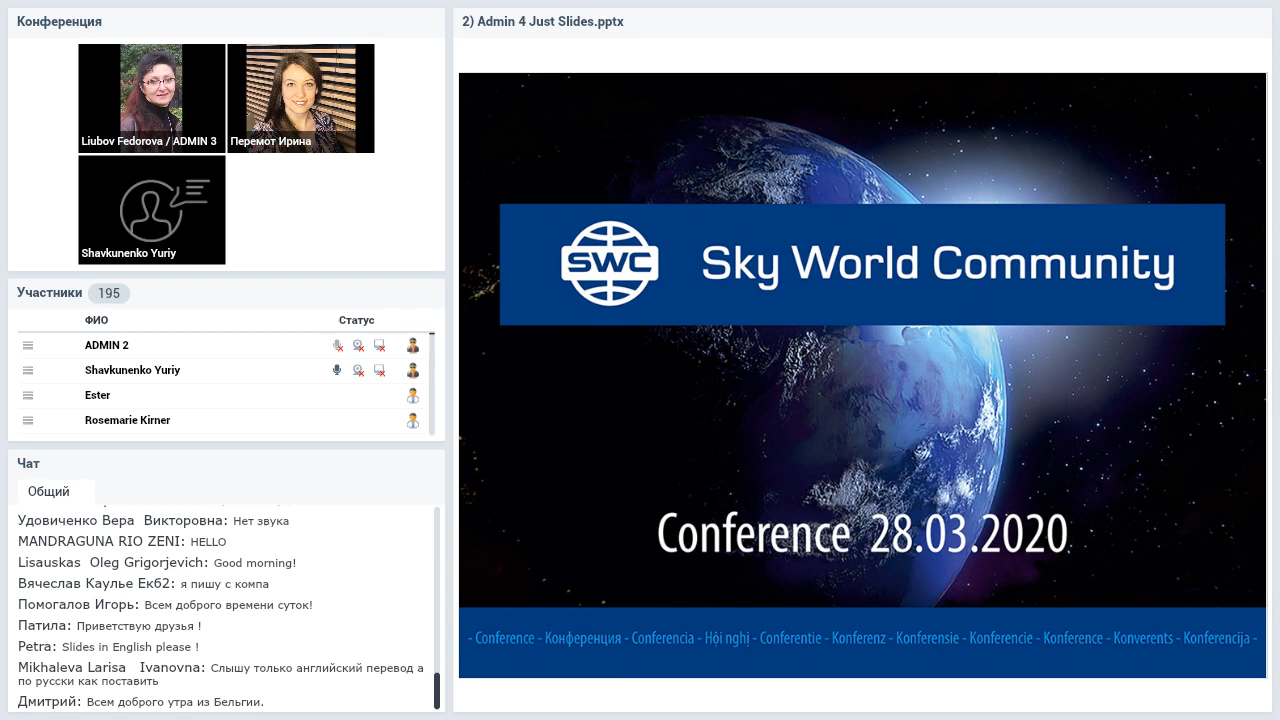 Конференция
Liubov Fedorova / ADMIN 3
Перемот Ирина
Shavkunenko Yuriy
Участники 195
ФИО Статус
ADMIN 2
Shavkunenko Yuriy
Ester
Rosemarie Kirner
Чат
Общий
Удовиченко Вера Викторовна: Нет звука
MANDRAGUNA RIO ZENI: HELLO
Lisauskas Oleg Grigorjevich: Good morning!
Вячеслав Каулье Екб2: я пишу с компа
Помогалов Игорь: Всем доброго времени суток!
Патила: Приветствую друзья !
Petra: Slides in English please !
Mikhaleva Larisa Ivanovna: Слышу только английский перевод а
по русски как поставить
Дмитрий: Всем доброго утра из Бельгии.
2) Admin 4 Just Slides.pptx
SWC Sky World Community
Conference 28.03.2020
- Conference - Конференция - Conferencia - Hội nghị - Conferentie - Konferenz - Konferensie - Konferencie - Konference - Konverents - Konferencija -